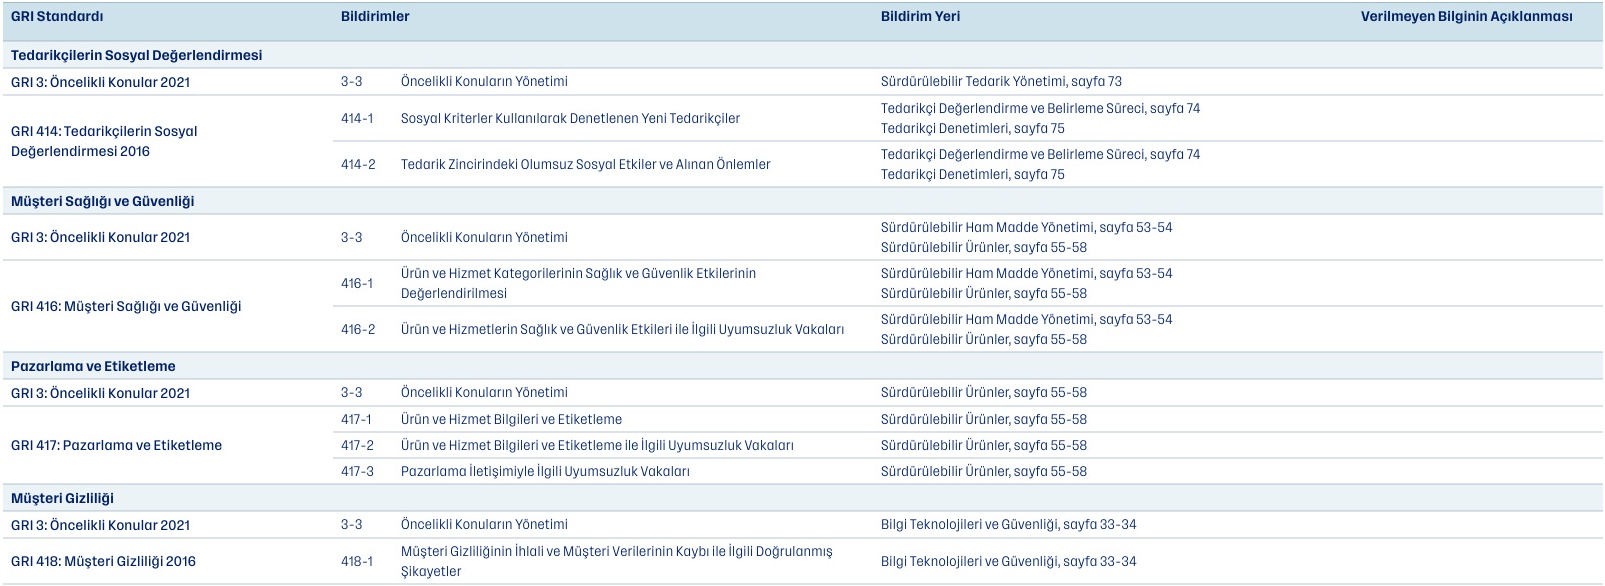 GRI Standardı Bildirimler Bildirim Yeri Verilmeyen Bilginin Açıklanması
Tedarikçilerin Sosyal Değerlendirmesi
GRI 3: Öncelikli Konular 2021 3-3 Öncelikli Konuların Yönetimi Sürdürülebilir Tedarik Yönetimi, sayfa 73
GRI 414: Tedarikçilerin Sosyal
Değerlendirmesi 2016
414-1 Sosyal Kriterler Kullanılarak Denetlenen Yeni Tedarikçiler
Tedarikçi Değerlendirme ve Belirleme Süreci, sayfa 74
Tedarikçi Denetimleri, sayfa 75
414-2 Tedarik Zincirindeki Olumsuz Sosyal Etkiler ve Alınan Önlemler
Tedarikçi Değerlendirme ve Belirleme Süreci, sayfa 74
Tedarikçi Denetimleri, sayfa 75
Müşteri Sağlığı ve Güvenliği
GRI 3: Öncelikli Konular 2021 3-3 Öncelikli Konuların Yönetimi
Sürdürülebilir Ham Madde Yönetimi, sayfa 53-54
Sürdürülebilir Ürünler, sayfa 55-58
GRI 416: Müşteri Sağlığı ve Güvenliği
416-1
Ürün ve Hizmet Kategorilerinin Sağlık ve Güvenlik Etkilerinin
Değerlendirilmesi
Sürdürülebilir Ham Madde Yönetimi, sayfa 53-54
Sürdürülebilir Ürünler, sayfa 55-58
416-2 Ürün ve Hizmetlerin Sağlık ve Güvenlik Etkileri ile İlgili Uyumsuzluk Vakaları
Sürdürülebilir Ham Madde Yönetimi, sayfa 53-54
Sürdürülebilir Ürünler, sayfa 55-58
Pazarlama ve Etiketleme
GRI 3: Öncelikli Konular 2021 3-3 Öncelikli Konuların Yönetimi Sürdürülebilir Ürünler, sayfa 55-58
GRI 417: Pazarlama ve Etiketleme
417-1 Ürün ve Hizmet Bilgileri ve Etiketleme Sürdürülebilir Ürünler, sayfa 55-58
417-2 Ürün ve Hizmet Bilgileri ve Etiketleme ile İlgili Uyumsuzluk Vakaları Sürdürülebilir Ürünler, sayfa 55-58
417-3 Pazarlama İletişimiyle İlgili Uyumsuzluk Vakaları Sürdürülebilir Ürünler, sayfa 55-58
Müşteri Gizliliği
GRI 3: Öncelikli Konular 2021 3-3 Öncelikli Konuların Yönetimi Bilgi Teknolojileri ve Güvenliği, sayfa 33-34
GRI 418: Müşteri Gizliliği 2016 418-1
Müşteri Gizliliğinin İhlali ve Müşteri Verilerinin Kaybı ile İlgili Doğrulanmış
Şikayetler
Bilgi Teknolojileri ve Güvenliği, sayfa 33-34